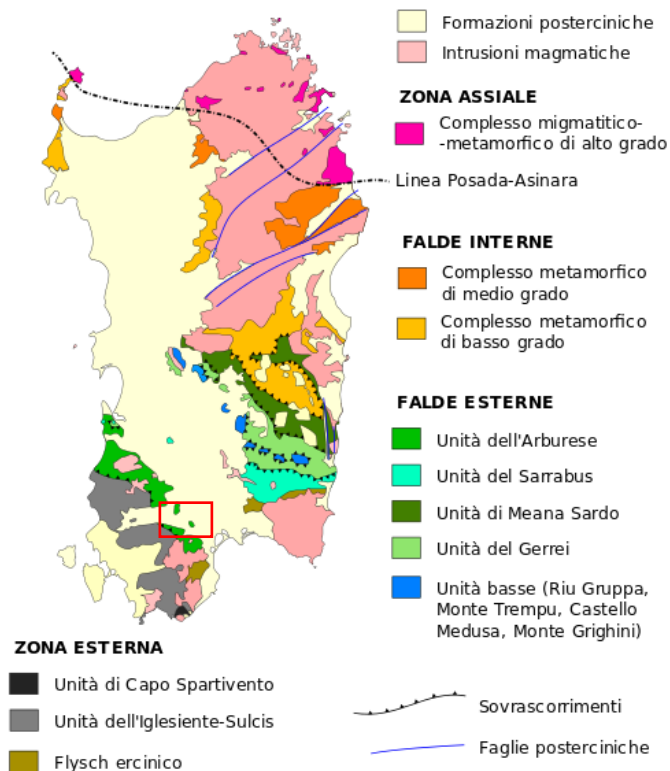 Formazioni posterciniche
Intrusioni magmatiche
ZONA ASSIALE
Complesso migmatitico-
-metamorfico di alto grado
Linea Posada-Asinara
FALDE INTERNE
Complesso metamorfico
di medio grado
Complesso metamorfico
di basso grado
FALDE ESTERNE
Unità dell'Arburese
Unità del Sarrabus
Unità di Meana Sardo
Unità del Gerrei
Unità basse (Riu Gruppa,
Monte Trempu, Castello
Medusa, Monte Grighini)
ZONA ESTERNA
Unità di Capo Spartivento
Unità dell'Iglesiente-Sulcis
Flysch ercinico
Sovrascorrimenti
Faglie posterciniche